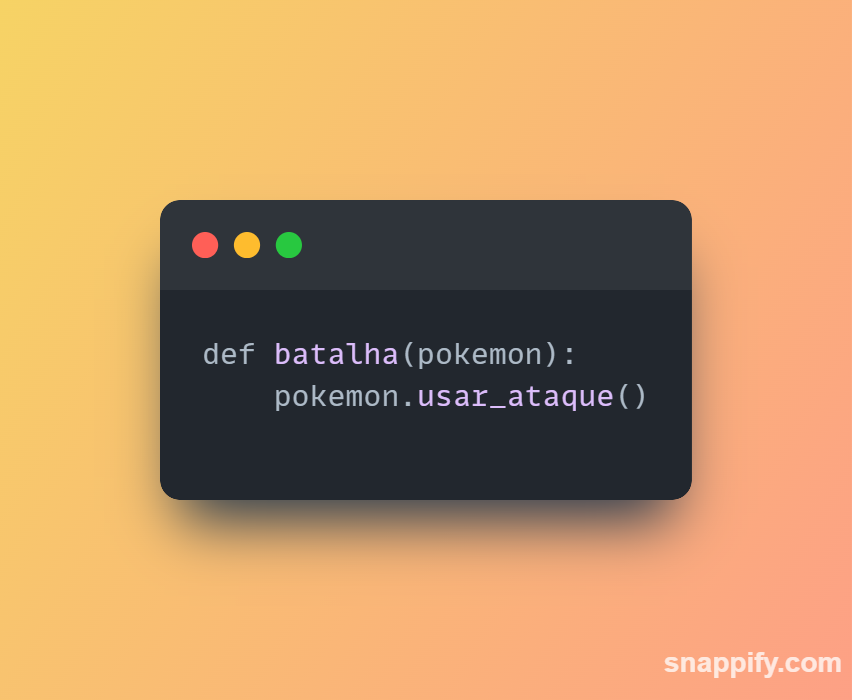 def batalha(pokemon):
    pokemon.usar_ataque()
snappify.com